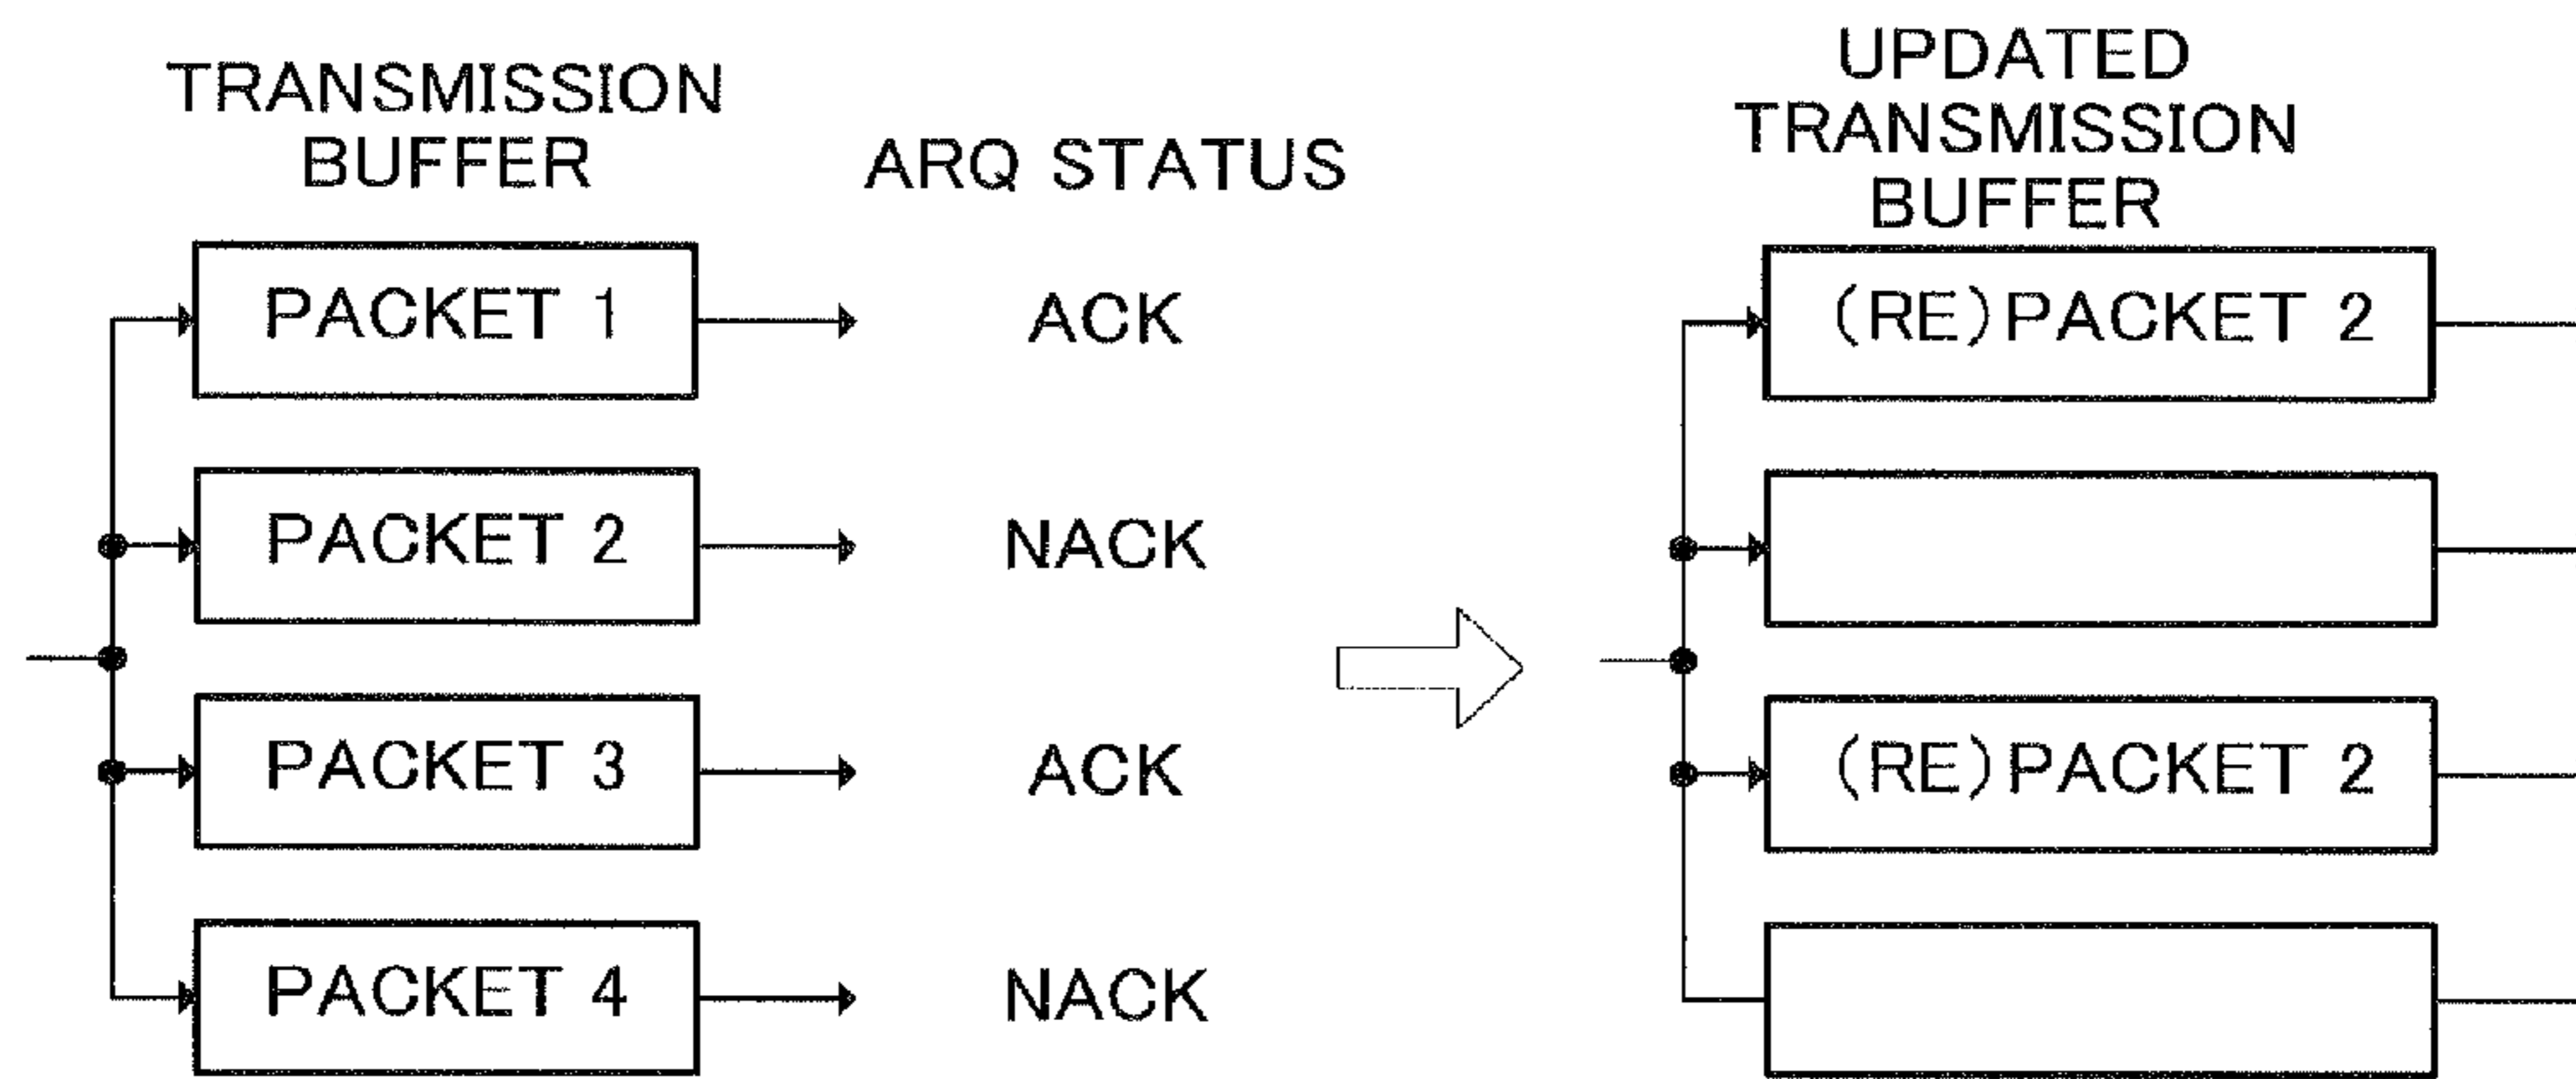 TRANSMISSION
BUFFER
ARQ STATUS
UPDATED
TRANSMISSION
BUFFER
PACKET 1
ACK
(RE)PACKET 2
PACKET 2
NACK
PACKET 3
ACK
(RE)PACKET 2
PACKET 4
NACK